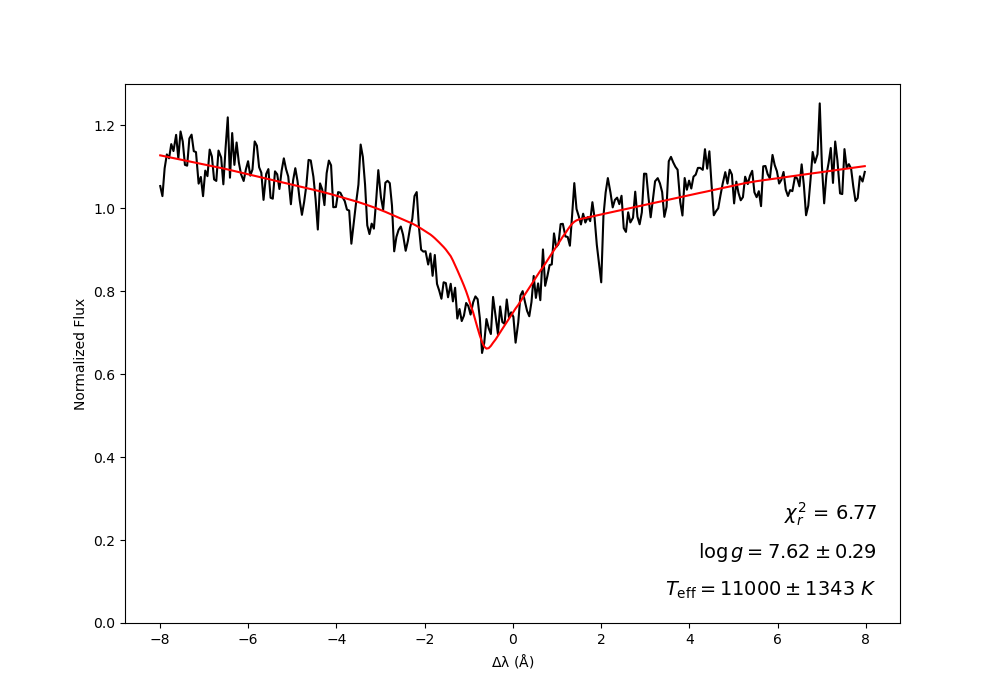 1.2
1.0
0.8
0.6
0.4
0.2
0.0
Normalized Flux
χ²ᵣ = 6.77
log g = 7.62 ± 0.29
T_eff = 11000 ± 1343 K
−8 −6 −4 −2 0 2 4 6 8
Δλ (Å)